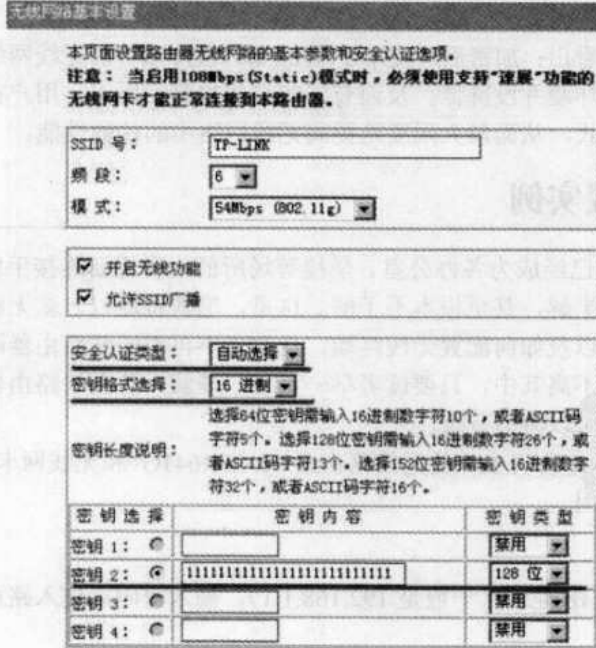 无线网络基本设置
本页面设置路由器无线网络的基本参数和安全认证选项。
注意: 当启用108Mbps(Static)模式时,必须使用支持"速展"功能的
无线网卡才能正常连接到本路由器。
SSID 号: TP-LINK
频 段: 6
模 式: 54Mbps (802.11g)
开启无线功能
允许SSID广播
安全认证类型: 自动选择
密钥格式选择: 16 进制
密钥长度说明: 选择64位密钥需输入16进制数字符10个,或者ASCII码
字符5个。选择128位密钥需输入16进制数字符26个,或
者ASCII码字符13个。选择152位密钥需输入16进制数字
符32个,或者ASCII码字符16个。
密 钥 选 择 密 钥 内 容 密 钥 类 型
密钥 1: 禁用
密钥 2: 11111111111111111111111111 128 位
密钥 3: 禁用
密钥 4: 禁用